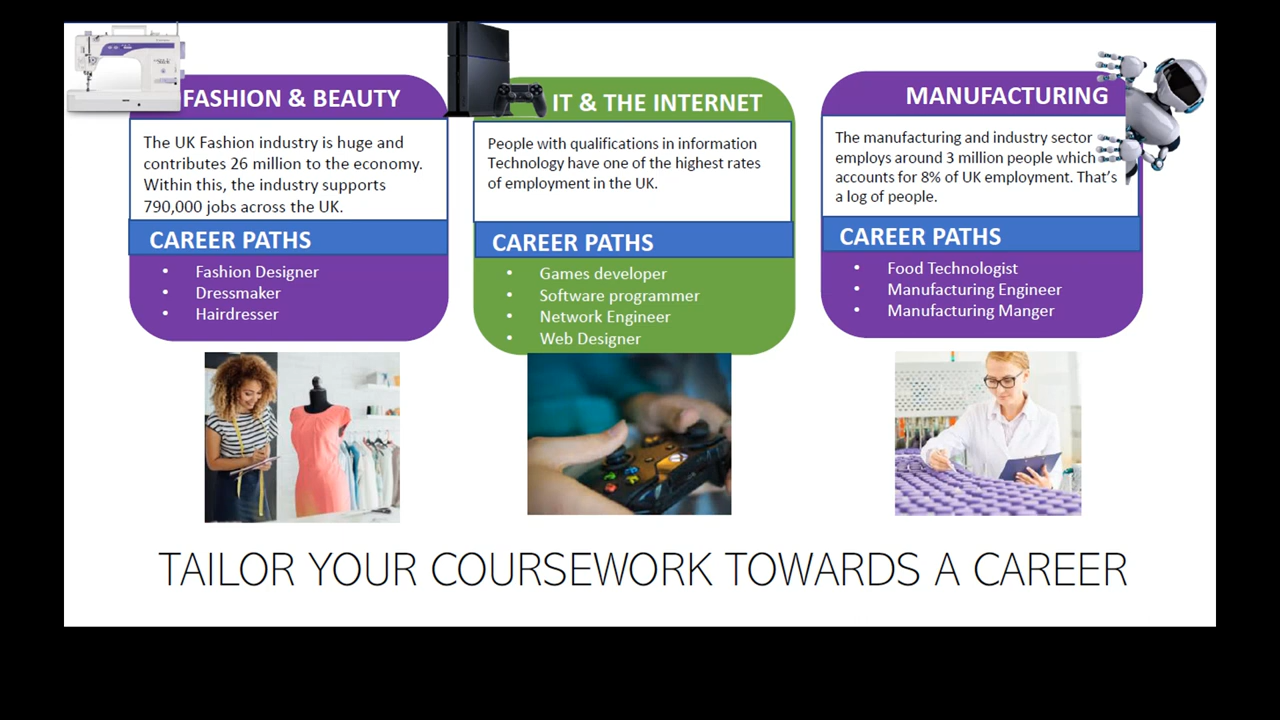 FASHION & BEAUTY
The UK Fashion industry is huge and
contributes 26 million to the economy.
Within this, the industry supports
790,000 jobs across the UK.
CAREER PATHS
• Fashion Designer
• Dressmaker
• Hairdresser
IT & THE INTERNET
People with qualifications in information
Technology have one of the highest rates
of employment in the UK.
CAREER PATHS
• Games developer
• Software programmer
• Network Engineer
• Web Designer
MANUFACTURING
The manufacturing and industry sector
employs around 3 million people which
accounts for 8% of UK employment. That's
a log of people.
CAREER PATHS
• Food Technologist
• Manufacturing Engineer
• Manufacturing Manger
TAILOR YOUR COURSEWORK TOWARDS A CAREER